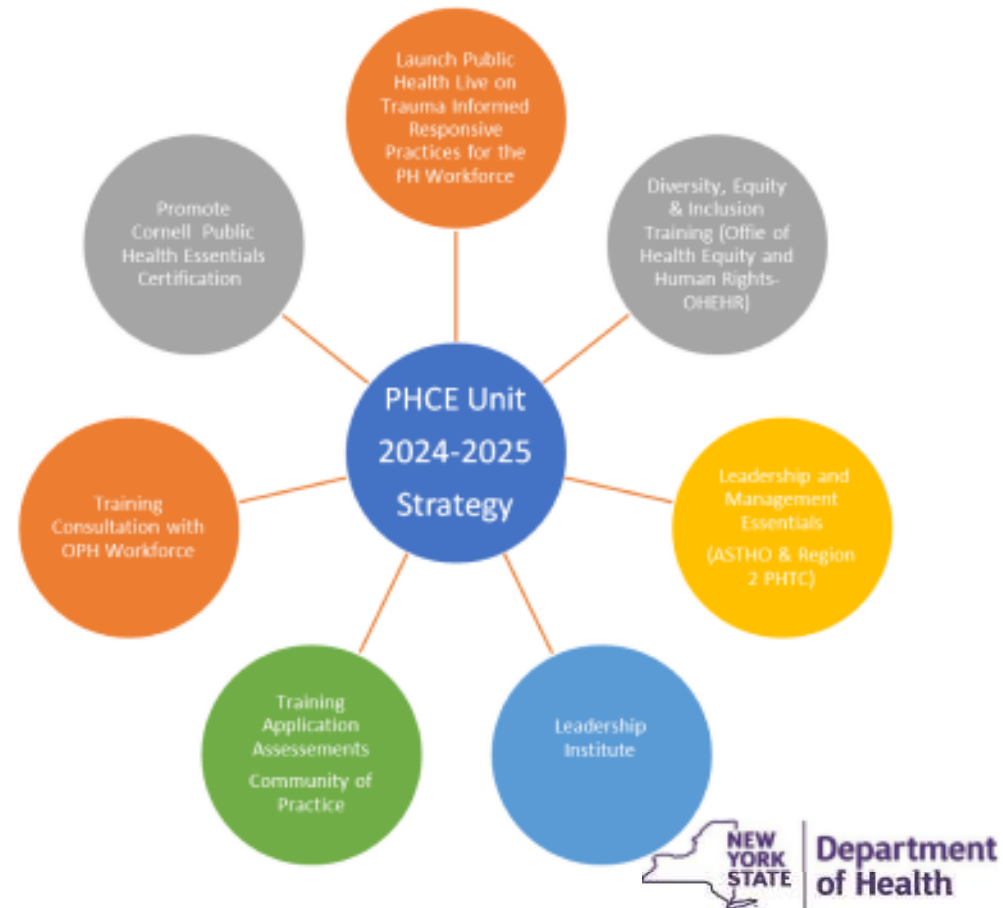 Launch Public
Health Live on
Trauma Informed
Responsive
Practices for the
PH Workforce
Diversity, Equity
& Inclusion
Training (Offie of
Health Equity and
Human Rights-
OHEHR)
Leadership and
Management
Essentials
(ASTHO & Region
2 PHTC)
Leadership
Institute
Training
Application
Assessements
Community of
Practice
Training
Consultation with
OPH Workforce
Promote
Cornell Public
Health Essentials
Certification
PHCE Unit
2024-2025
Strategy
NEW
YORK
STATE
Department
of Health